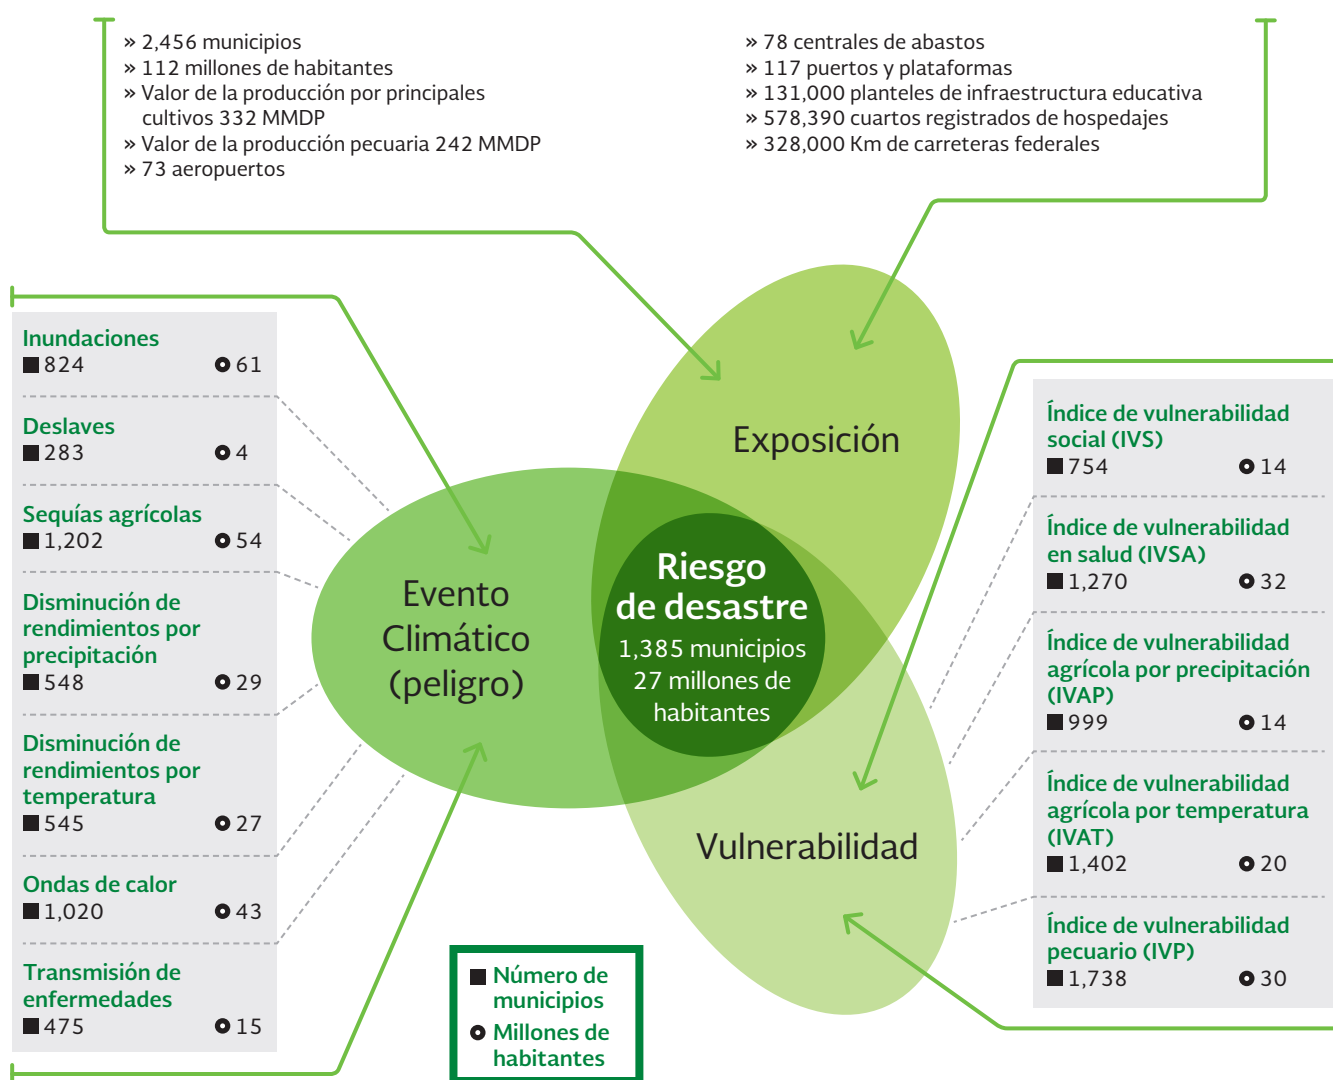 » 2,456 municipios
» 112 millones de habitantes
» Valor de la producción por principales
cultivos 332 MMDP
» Valor de la producción pecuaria 242 MMDP
» 73 aeropuertos
» 78 centrales de abastos
» 117 puertos y plataformas
» 131,000 planteles de infraestructura educativa
» 578,390 cuartos registrados de hospedajes
» 328,000 Km de carreteras federales
Inundaciones
824 61
Deslaves
283 4
Sequías agrícolas
1,202 54
Disminución de
rendimientos por
precipitación
548 29
Disminución de
rendimientos por
temperatura
545 27
Ondas de calor
1,020 43
Transmisión de
enfermedades
475 15
Exposición
Evento
Climático
(peligro)
Riesgo
de desastre
1,385 municipios
27 millones de
habitantes
Vulnerabilidad
Índice de vulnerabilidad
social (IVS)
754 14
Índice de vulnerabilidad
en salud (IVSA)
1,270 32
Índice de vulnerabilidad
agrícola por precipitación
(IVAP)
999 14
Índice de vulnerabilidad
agrícola por temperatura
(IVAT)
1,402 20
Índice de vulnerabilidad
pecuario (IVP)
1,738 30
Número de
municipios
Millones de
habitantes